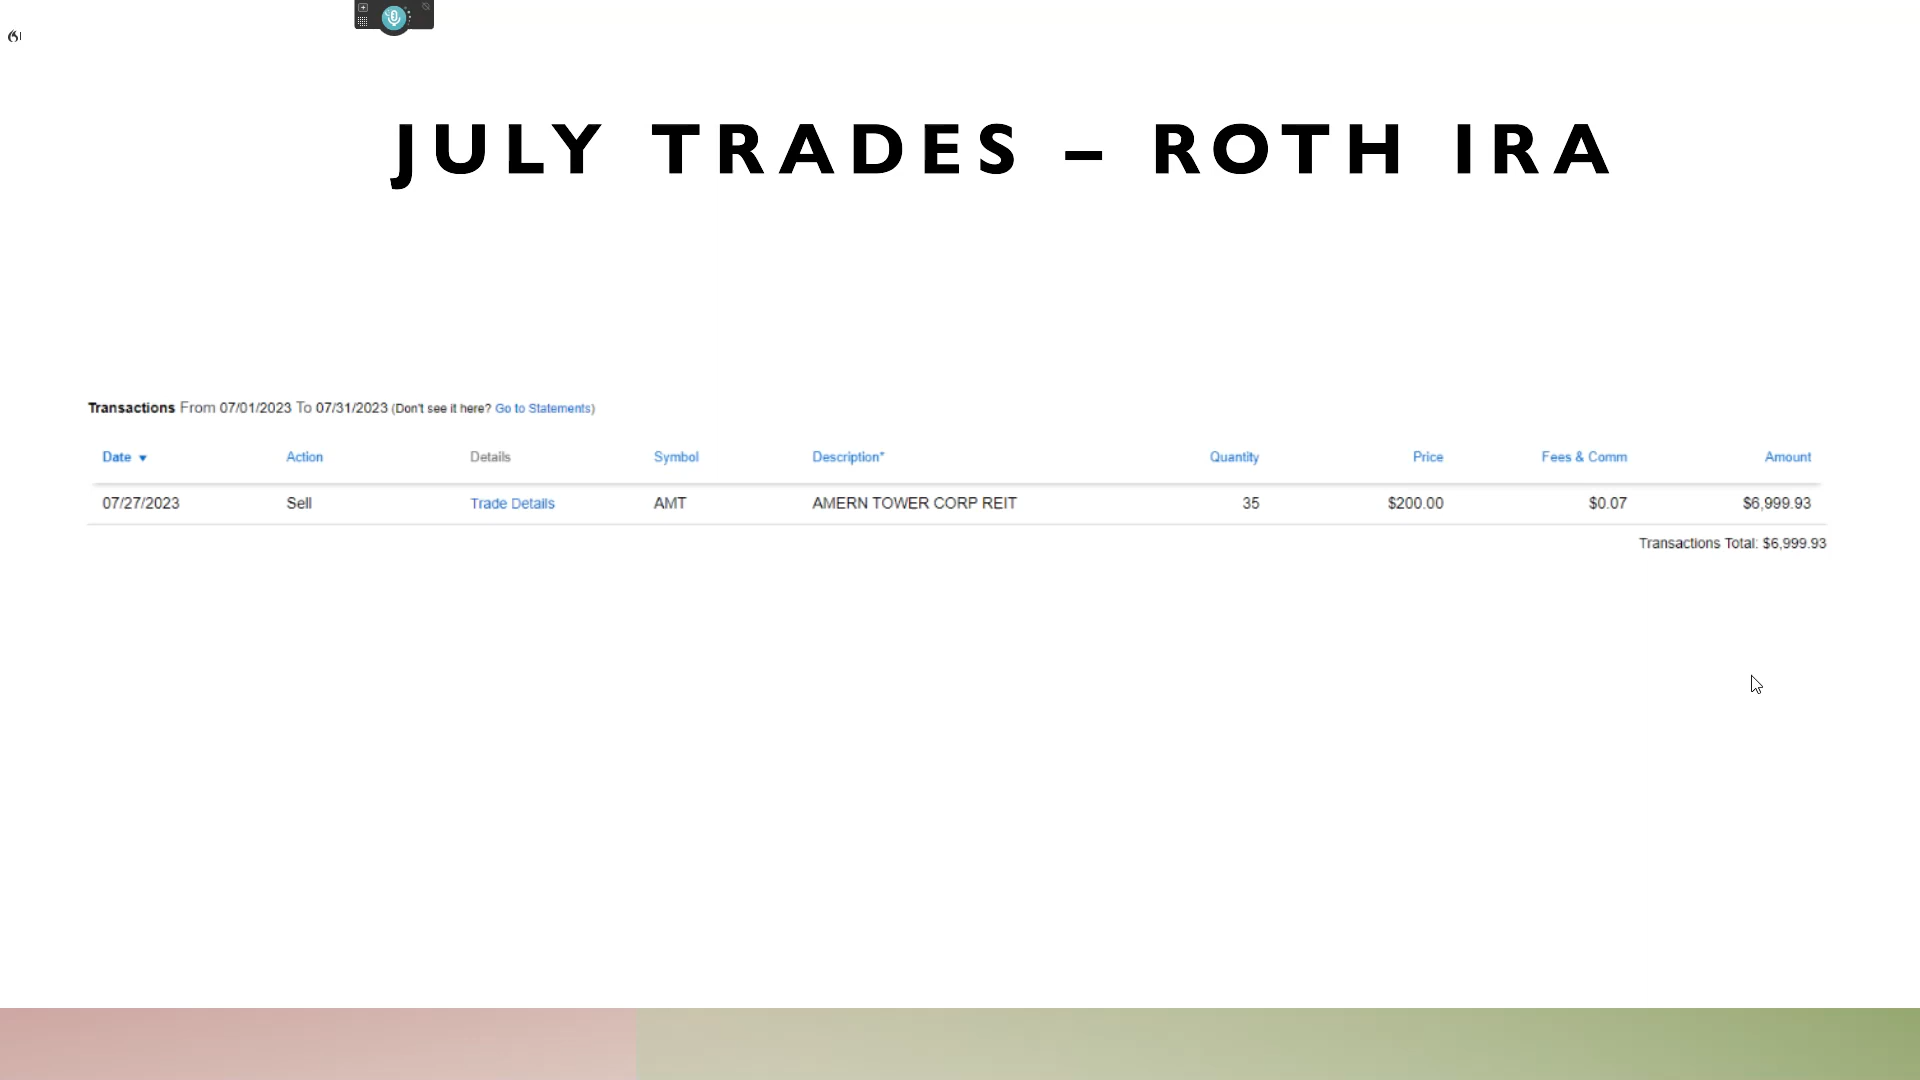 JULY TRADES – ROTH IRA
Transactions From 07/01/2023 To 07/31/2023 (Don't see it here? Go to Statements)
Date Action Details Symbol Description* Quantity Price Fees & Comm Amount
07/27/2023 Sell Trade Details AMT AMERN TOWER CORP REIT 35 $200.00 $0.07 $6,999.93
Transactions Total: $6,999.93